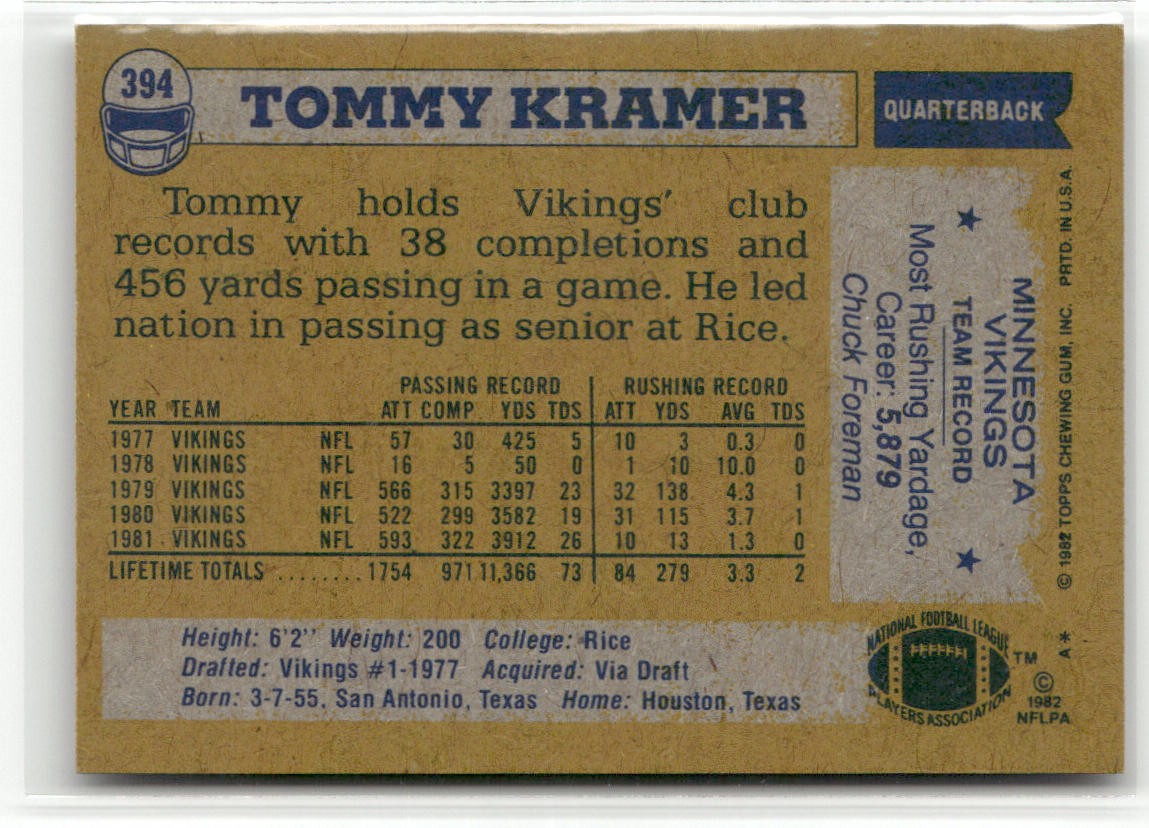 394
TOMMY KRAMER
QUARTERBACK
Tommy holds Vikings' club
records with 38 completions and
456 yards passing in a game. He led
nation in passing as senior at Rice.
PASSING RECORD RUSHING RECORD
YEAR TEAM ATT COMP. YDS TDS ATT YDS AVG TDS
1977 VIKINGS NFL 57 30 425 5 10 3 0.3 0
1978 VIKINGS NFL 16 5 50 0 1 10 10.0 0
1979 VIKINGS NFL 566 315 3397 23 32 138 4.3 1
1980 VIKINGS NFL 522 299 3582 19 31 115 3.7 1
1981 VIKINGS NFL 593 322 3912 26 10 13 1.3 0
LIFETIME TOTALS ........ 1754 971 11,366 73 84 279 3.3 2
Height: 6'2'' Weight: 200 College: Rice
Drafted: Vikings #1-1977 Acquired: Via Draft
Born: 3-7-55, San Antonio, Texas Home: Houston, Texas
MINNESOTA
VIKINGS
TEAM RECORD
Most Rushing Yardage,
Career: 5,879
Chuck Foreman
© 1982 TOPPS CHEWING GUM, INC. PRTD. IN U.S.A.
A*
NATIONAL FOOTBALL LEAGUE
PLAYERS ASSOCIATION
TM
©
1982
NFLPA